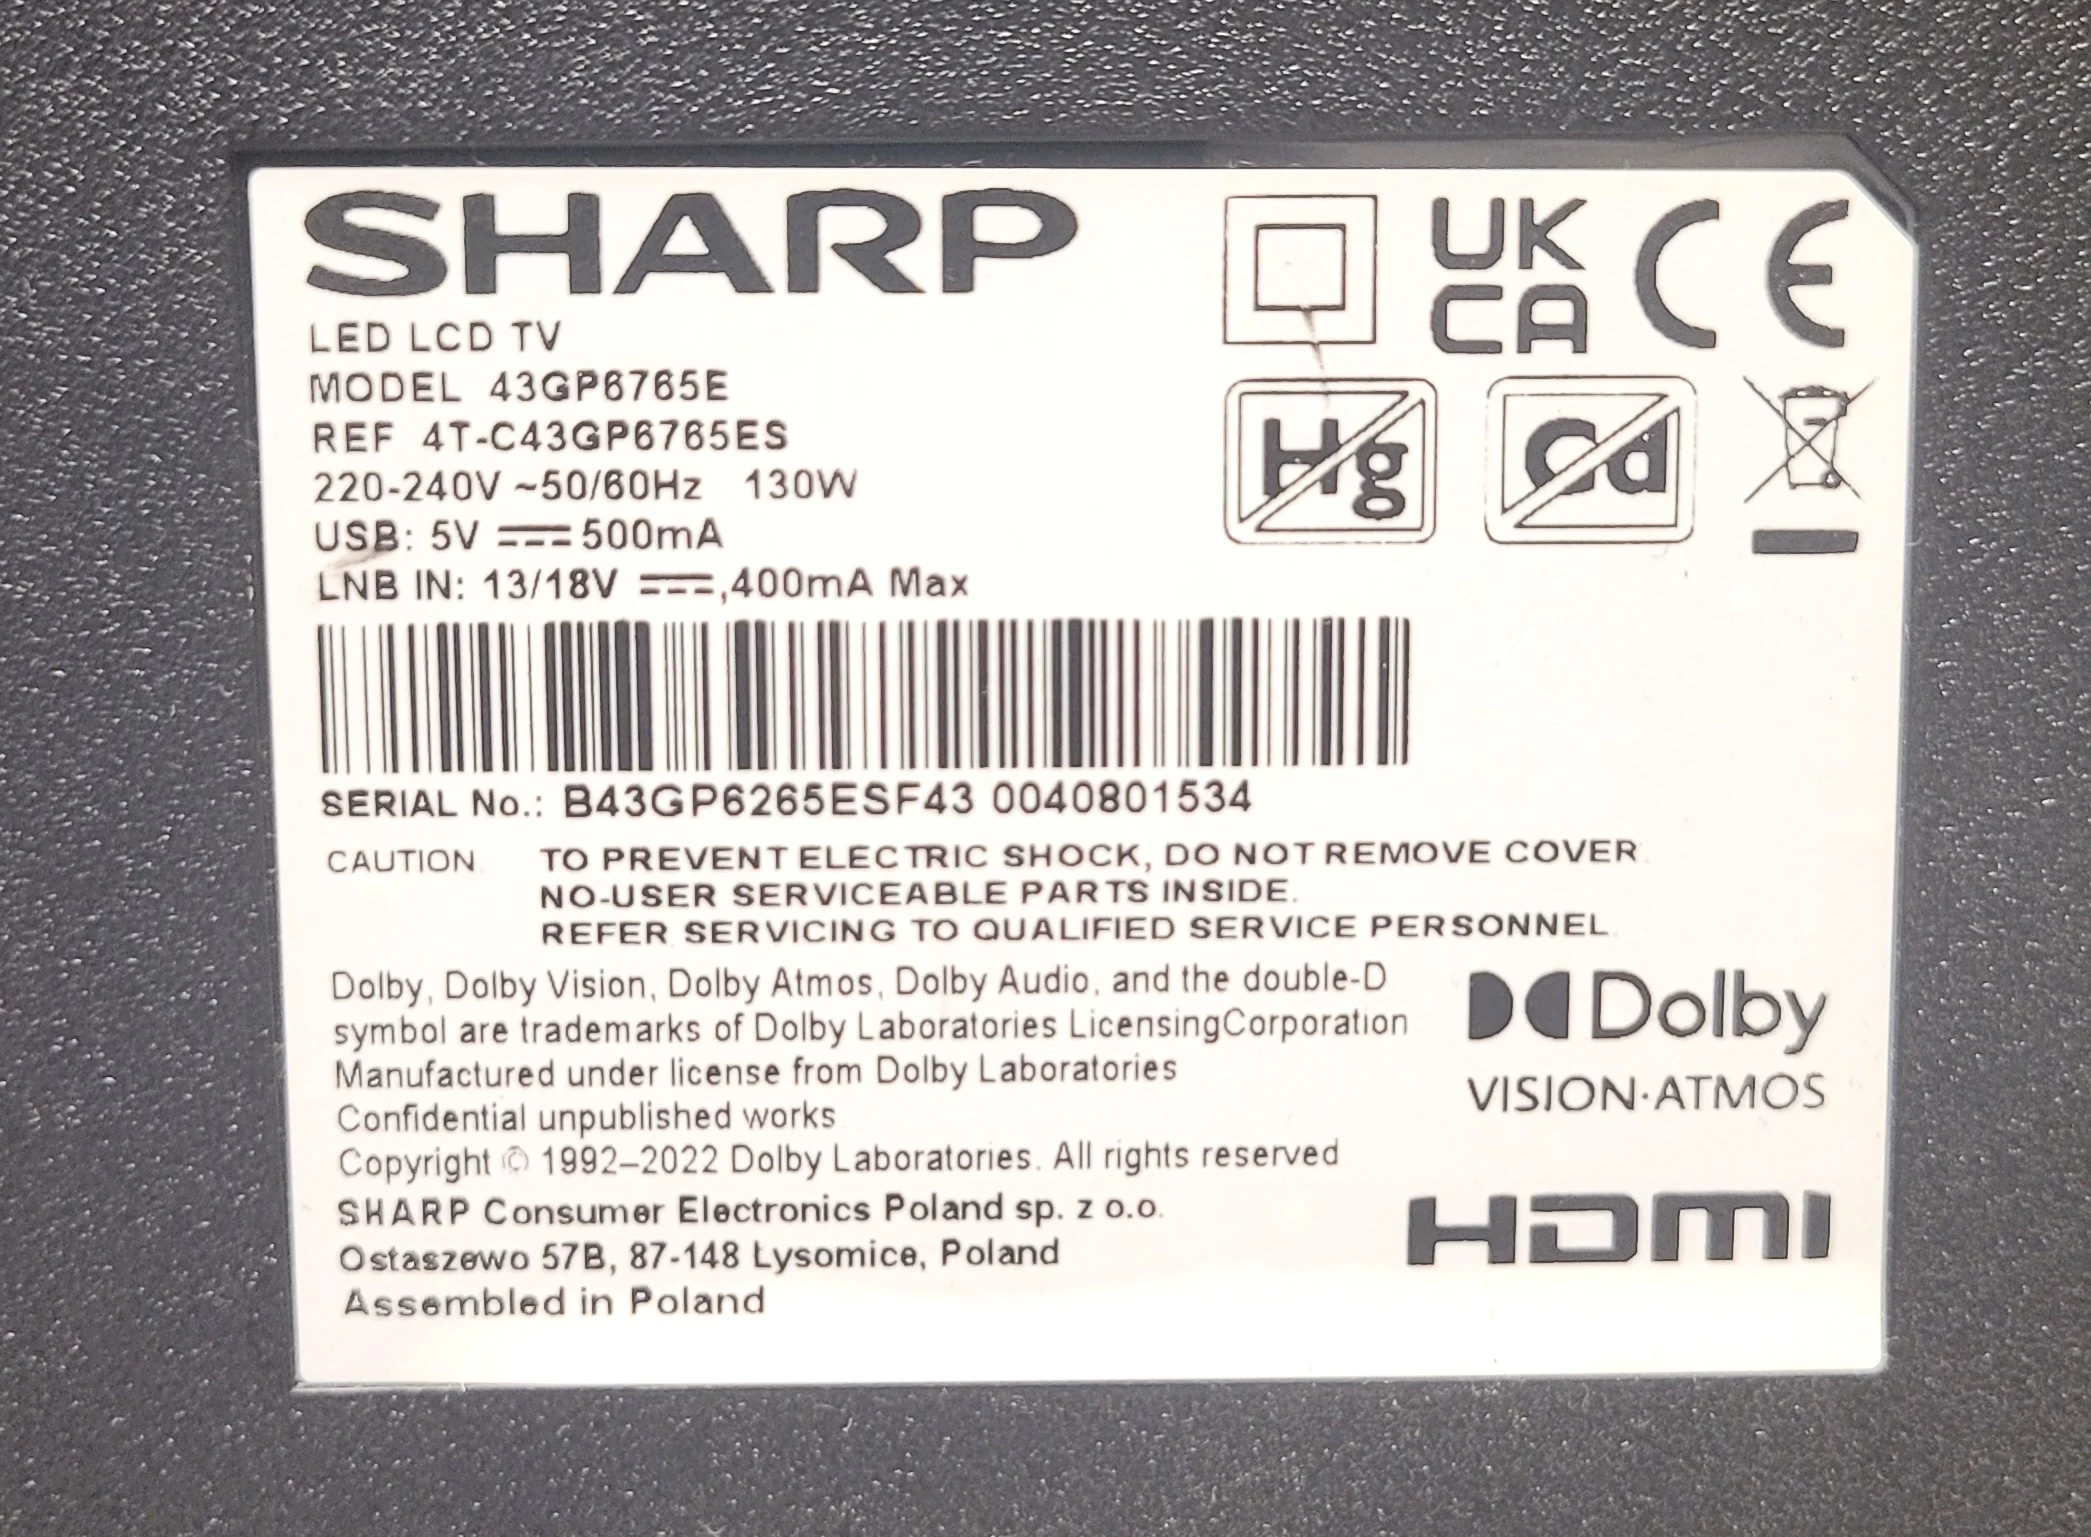 SHARP
UK
CA
CE
LED LCD TV
MODEL 43GP6765E
REF 4T-C43GP6765ES
220-240V ~50/60Hz 130W
USB: 5V ⎓ 500mA
LNB IN: 13/18V ⎓,400mA Max
Hg
Cd
SERIAL No.: B43GP6265ESF43 0040801534
CAUTION TO PREVENT ELECTRIC SHOCK, DO NOT REMOVE COVER
NO-USER SERVICEABLE PARTS INSIDE.
REFER SERVICING TO QUALIFIED SERVICE PERSONNEL
Dolby, Dolby Vision, Dolby Atmos, Dolby Audio, and the double-D
symbol are trademarks of Dolby Laboratories LicensingCorporation
Manufactured under license from Dolby Laboratories
Confidential unpublished works
Copyright © 1992–2022 Dolby Laboratories. All rights reserved
Dolby
VISION·ATMOS
SHARP Consumer Electronics Poland sp. z o.o.
Ostaszewo 57B, 87-148 Łysomice, Poland
Assembled in Poland
HDMI